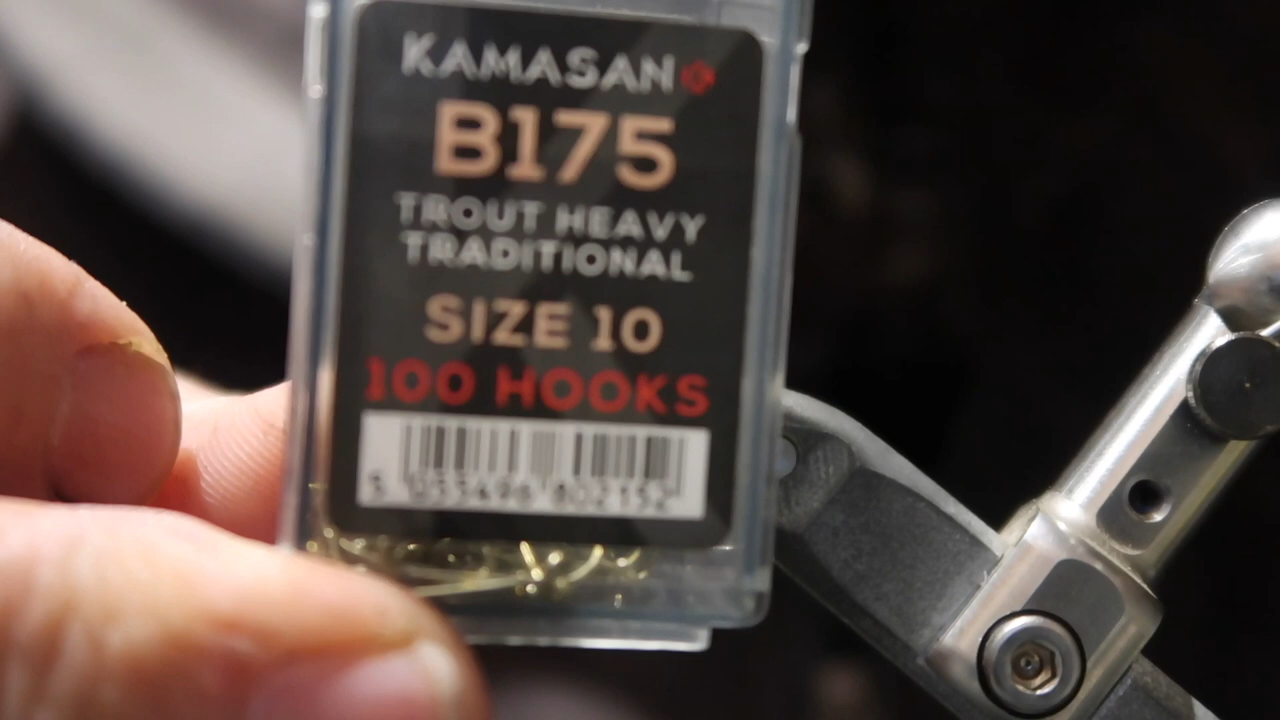 KAMASAN
B175
TROUT HEAVY
TRADITIONAL
SIZE 10
100 HOOKS